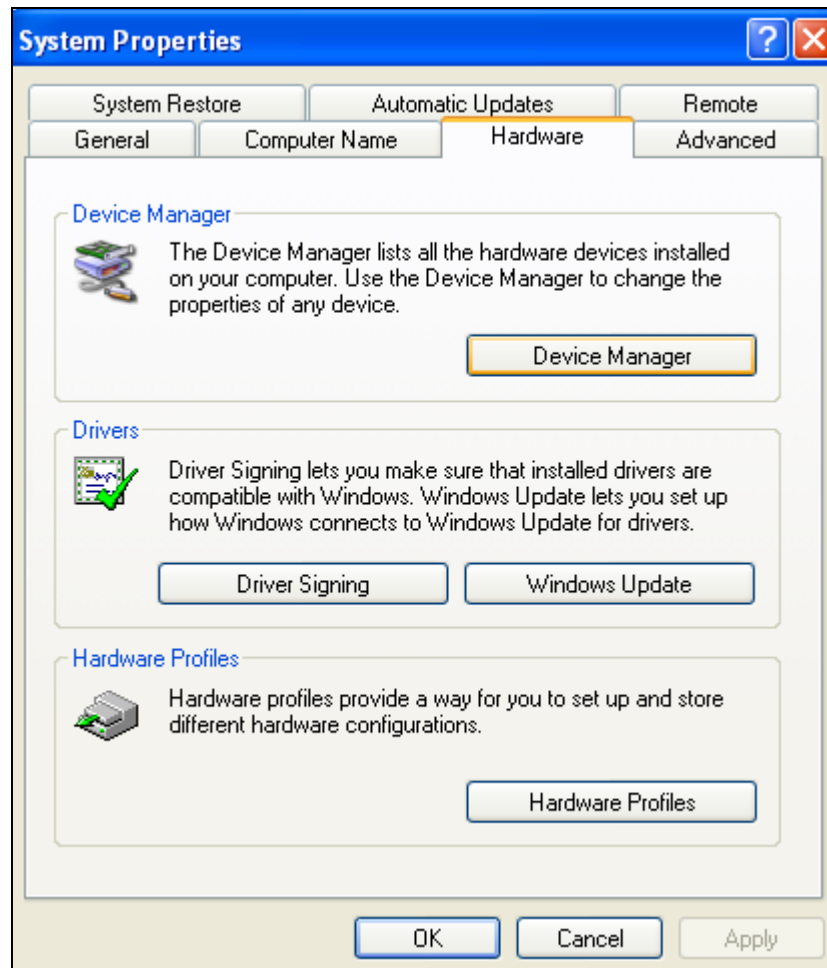 System Properties
System Restore
Automatic Updates
Remote
General
Computer Name
Hardware
Advanced
Device Manager
The Device Manager lists all the hardware devices installed
on your computer. Use the Device Manager to change the
properties of any device.
Device Manager
Drivers
Driver Signing lets you make sure that installed drivers are
compatible with Windows. Windows Update lets you set up
how Windows connects to Windows Update for drivers.
Driver Signing
Windows Update
Hardware Profiles
Hardware profiles provide a way for you to set up and store
different hardware configurations.
Hardware Profiles
OK
Cancel
Apply